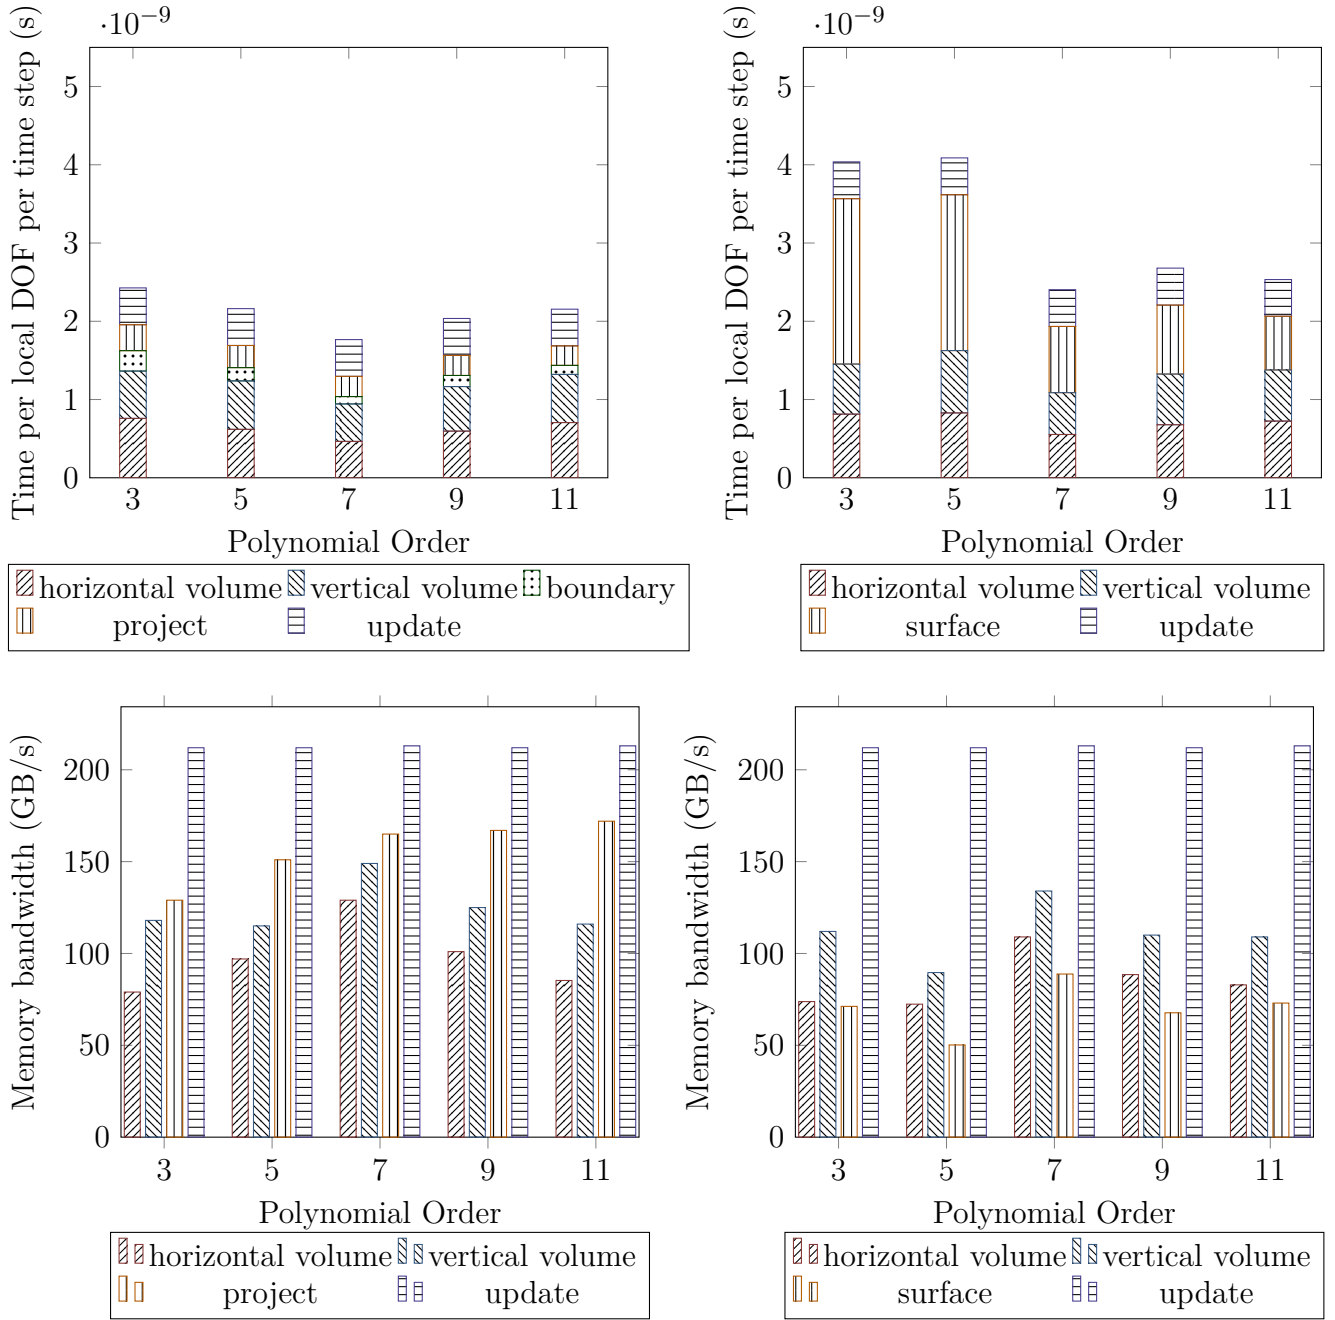 ·10−9
Time per local DOF per time step (s)
5
4
3
2
1
0
3 5 7 9 11
Polynomial Order
horizontal volume vertical volume boundary
project update
·10−9
Time per local DOF per time step (s)
5
4
3
2
1
0
3 5 7 9 11
Polynomial Order
horizontal volume vertical volume
surface update
Memory bandwidth (GB/s)
200
150
100
50
0
3 5 7 9 11
Polynomial Order
horizontal volume vertical volume
project update
Memory bandwidth (GB/s)
200
150
100
50
0
3 5 7 9 11
Polynomial Order
horizontal volume vertical volume
surface update